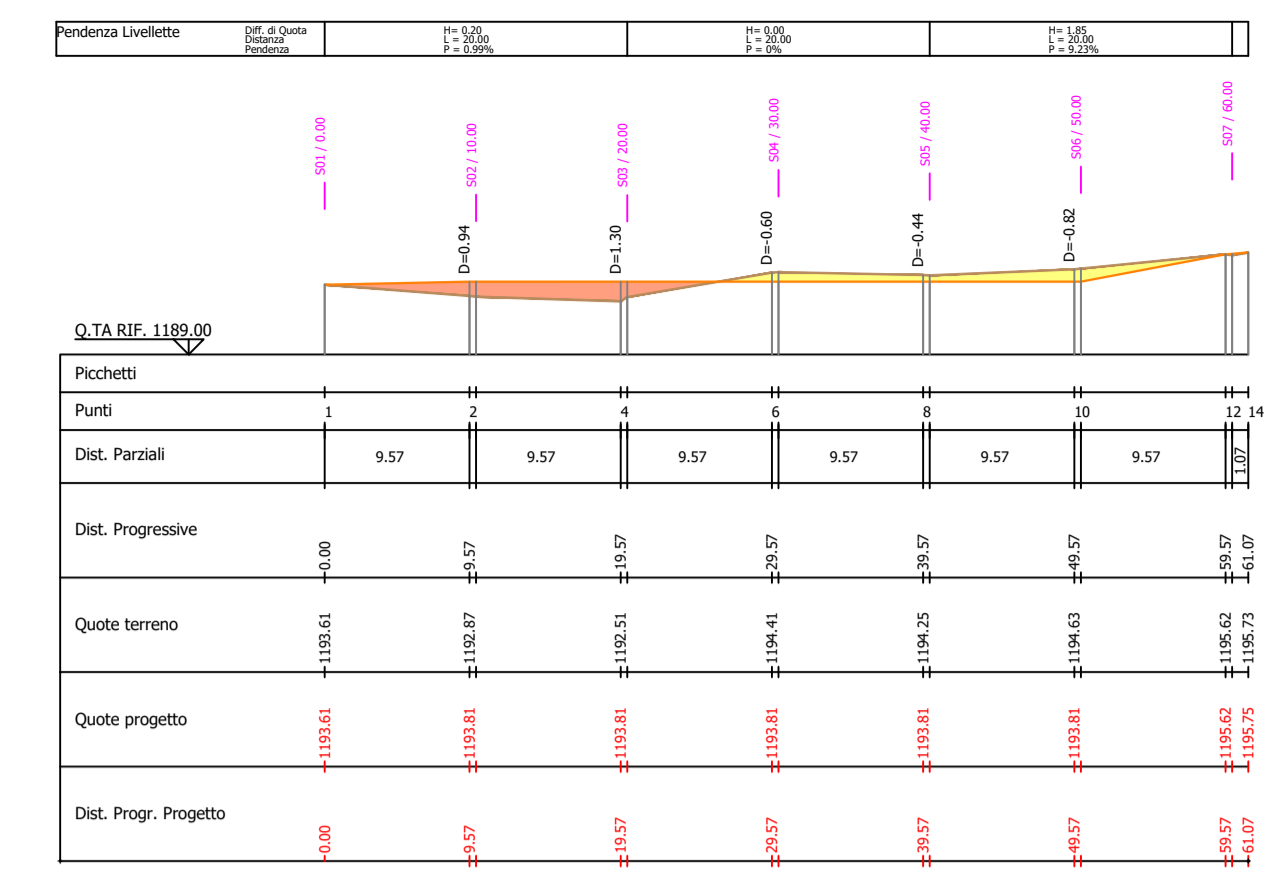 Pendenza Livellette
Diff. di Quota
Distanza
Pendenza
H= 0.20
L = 20.00
P = 0.99%
H= 0.00
L = 20.00
P = 0%
H= 1.85
L = 20.00
P = 9.23%
S01 / 0.00
S02 / 10.00
S03 / 20.00
S04 / 30.00
S05 / 40.00
S06 / 50.00
S07 / 60.00
D=0.94
D=1.30
D=-0.60
D=-0.44
D=-0.82
Q.TA RIF. 1189.00
Picchetti
Punti 1 2 4 6 8 10 12 14
Dist. Parziali 9.57 9.57 9.57 9.57 9.57 9.57 1.07
Dist. Progressive 0.00 9.57 19.57 29.57 39.57 49.57 59.57 61.07
Quote terreno 1193.61 1192.87 1192.51 1194.41 1194.25 1194.63 1195.62 1195.73
Quote progetto 1193.61 1193.81 1193.81 1193.81 1193.81 1193.81 1195.62 1195.75
Dist. Progr. Progetto 0.00 9.57 19.57 29.57 39.57 49.57 59.57 61.07